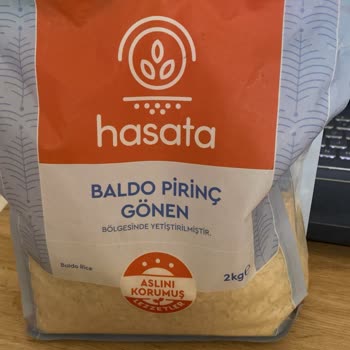 hasata
BALDO PİRİNÇ
GÖNEN
BÖLGESİNDE YETİŞTİRİLMİŞTİR.
Baldo Rice
2kg℮
ASLINI
KORUMUŞ
LEZZETLER